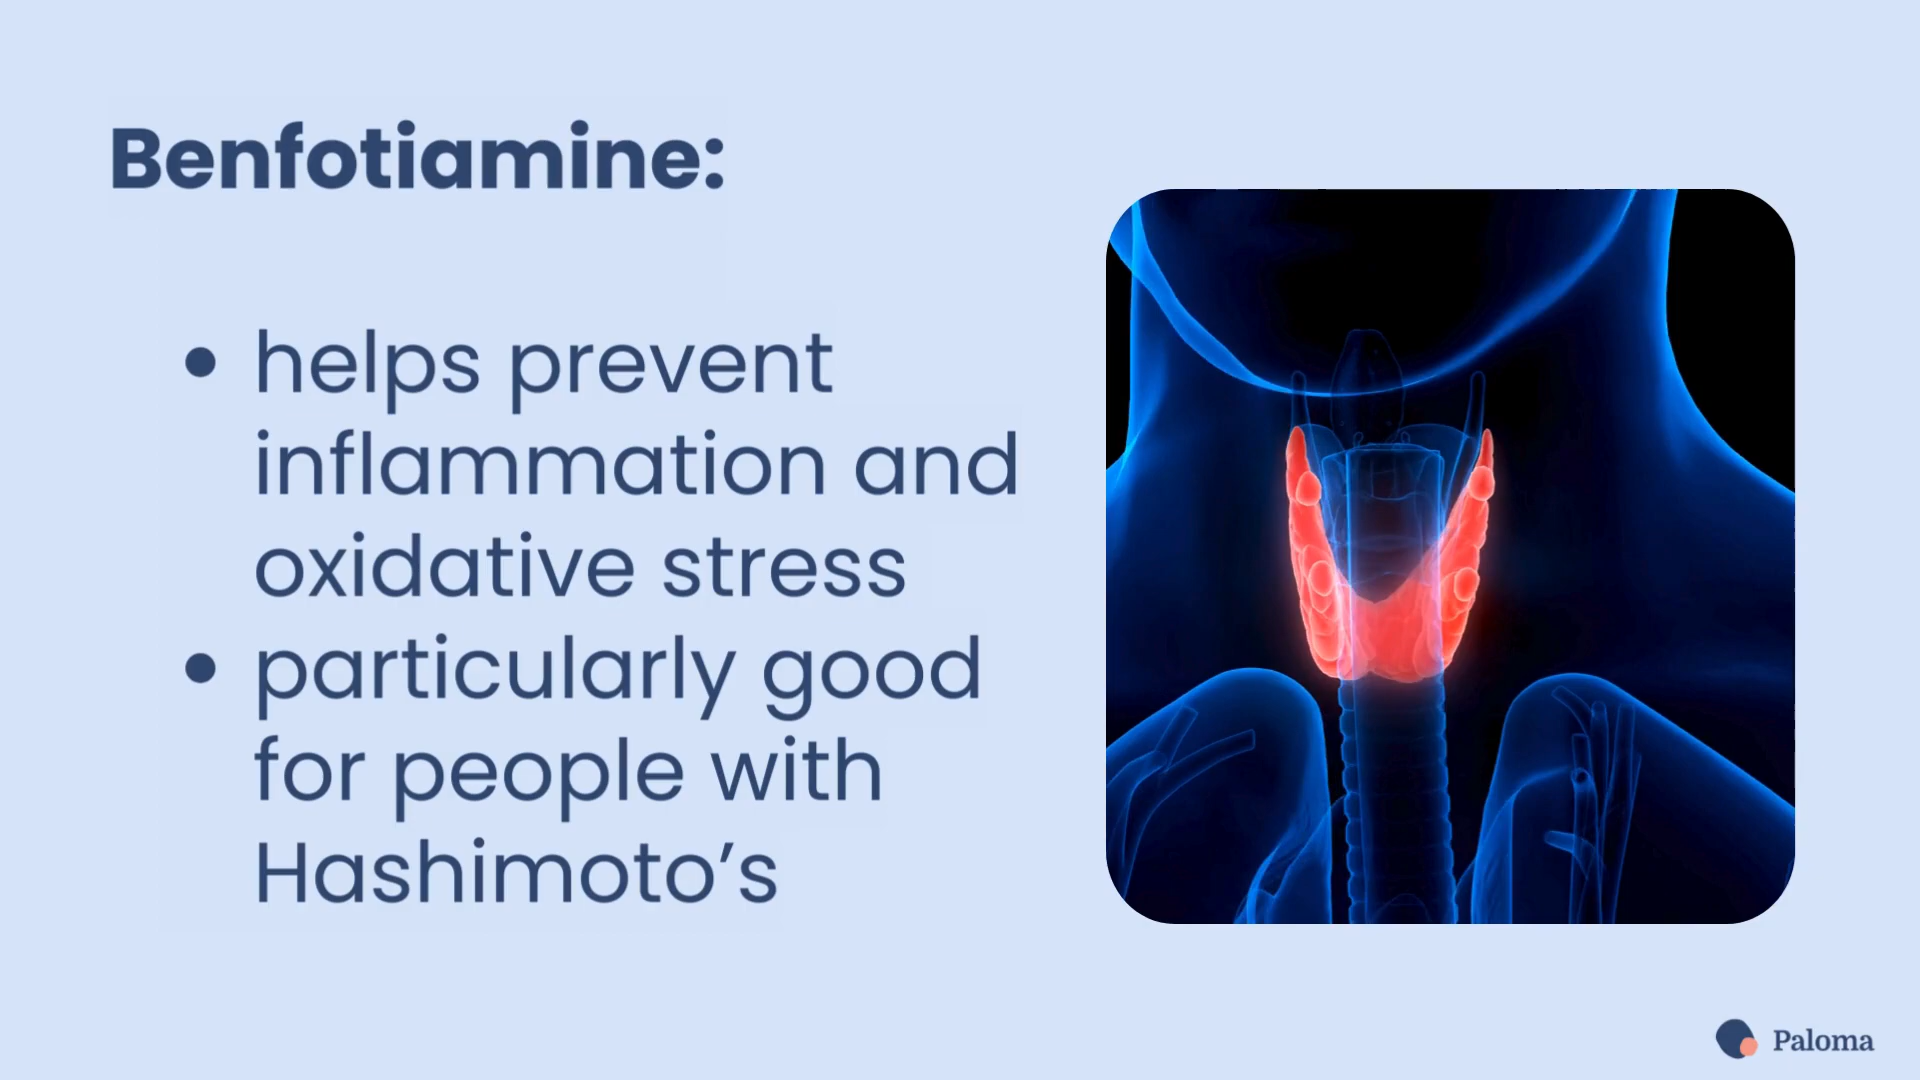 Benfotiamine:
• helps prevent
inflammation and
oxidative stress
• particularly good
for people with
Hashimoto’s
Paloma